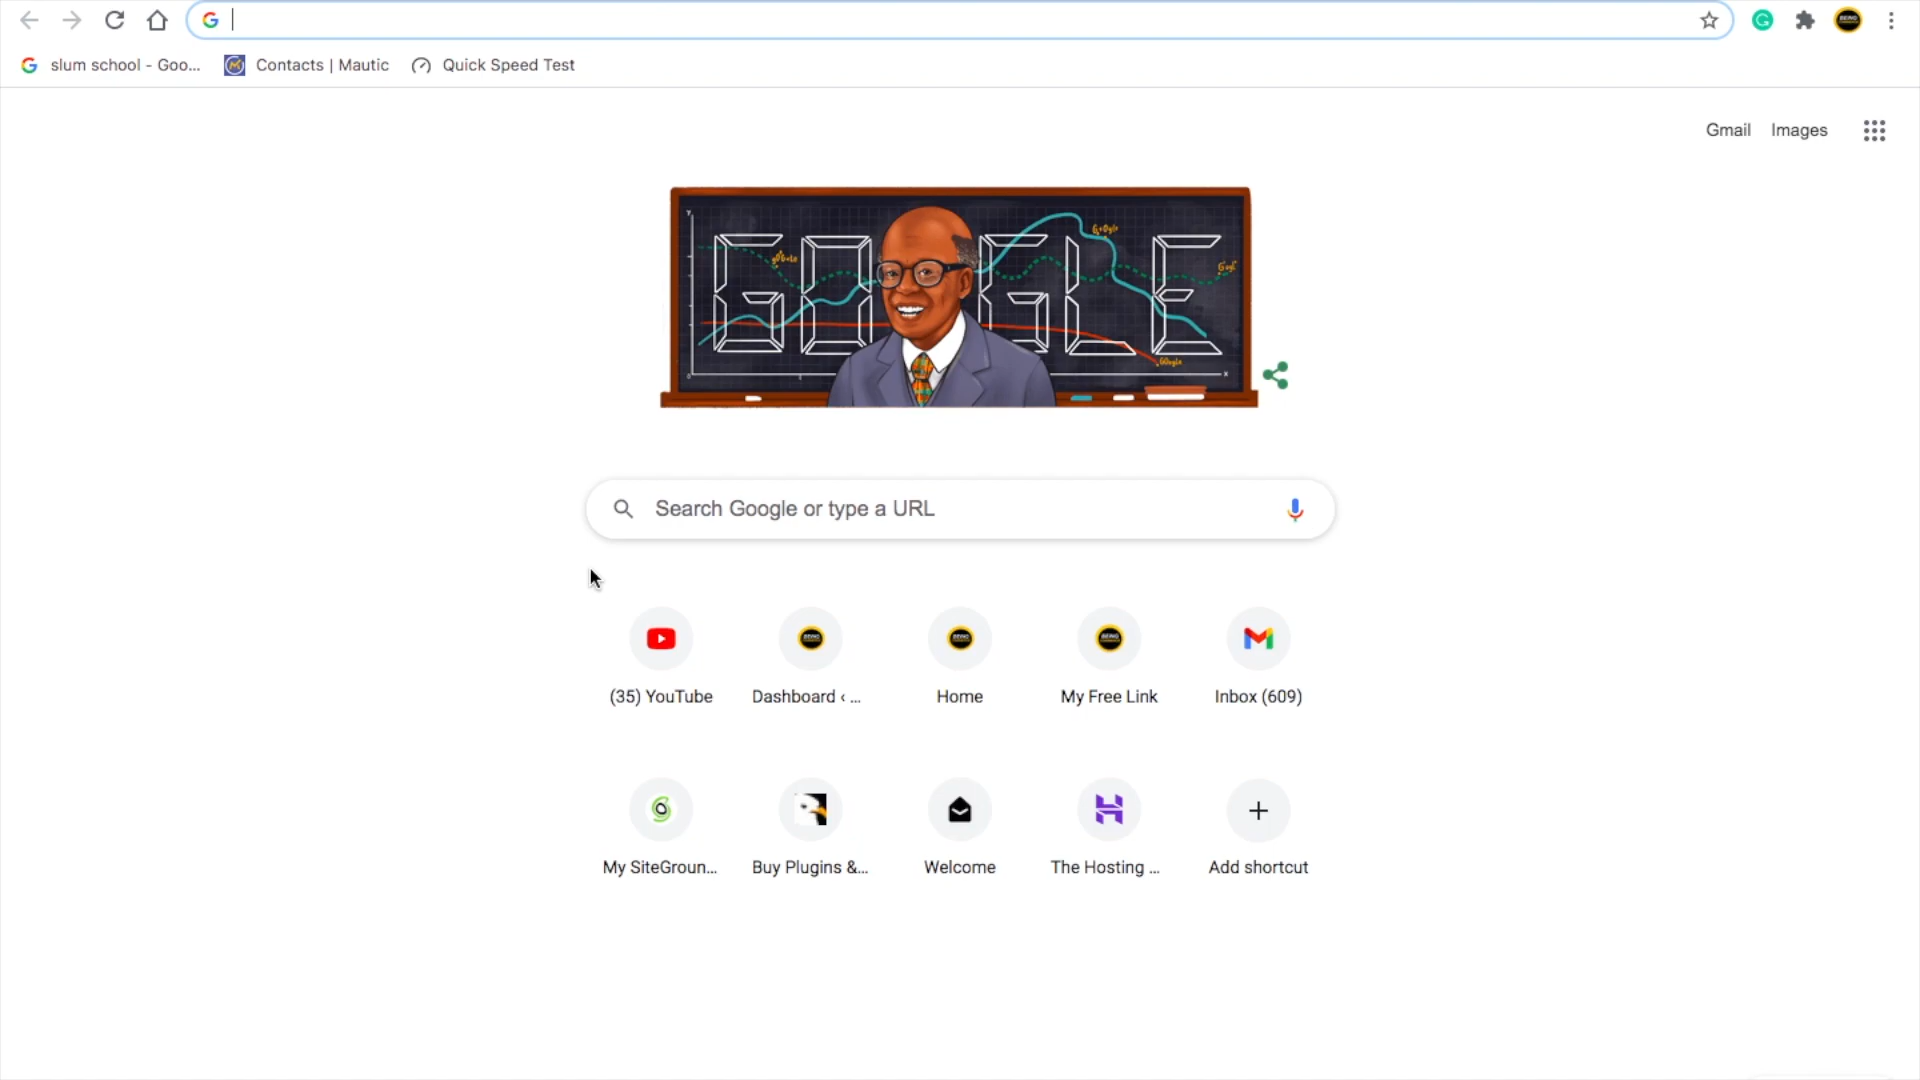 slum school - Goo...
Contacts | Mautic
Quick Speed Test
Gmail
Images
Search Google or type a URL
(35) YouTube
Dashboard ‹ ...
Home
My Free Link
Inbox (609)
My SiteGroun...
Buy Plugins &...
Welcome
The Hosting ...
Add shortcut